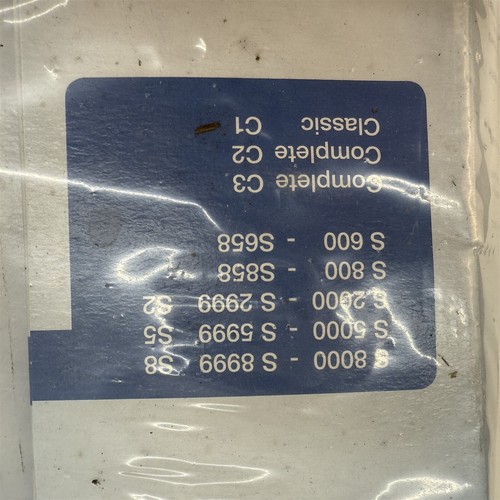 S 8000 - S 8999 S8
S 5000 - S 5999 S5
S 2000 - S 2999 S2
S 800 - S858
S 600 - S658
Complete C3
Complete C2
Classic C1